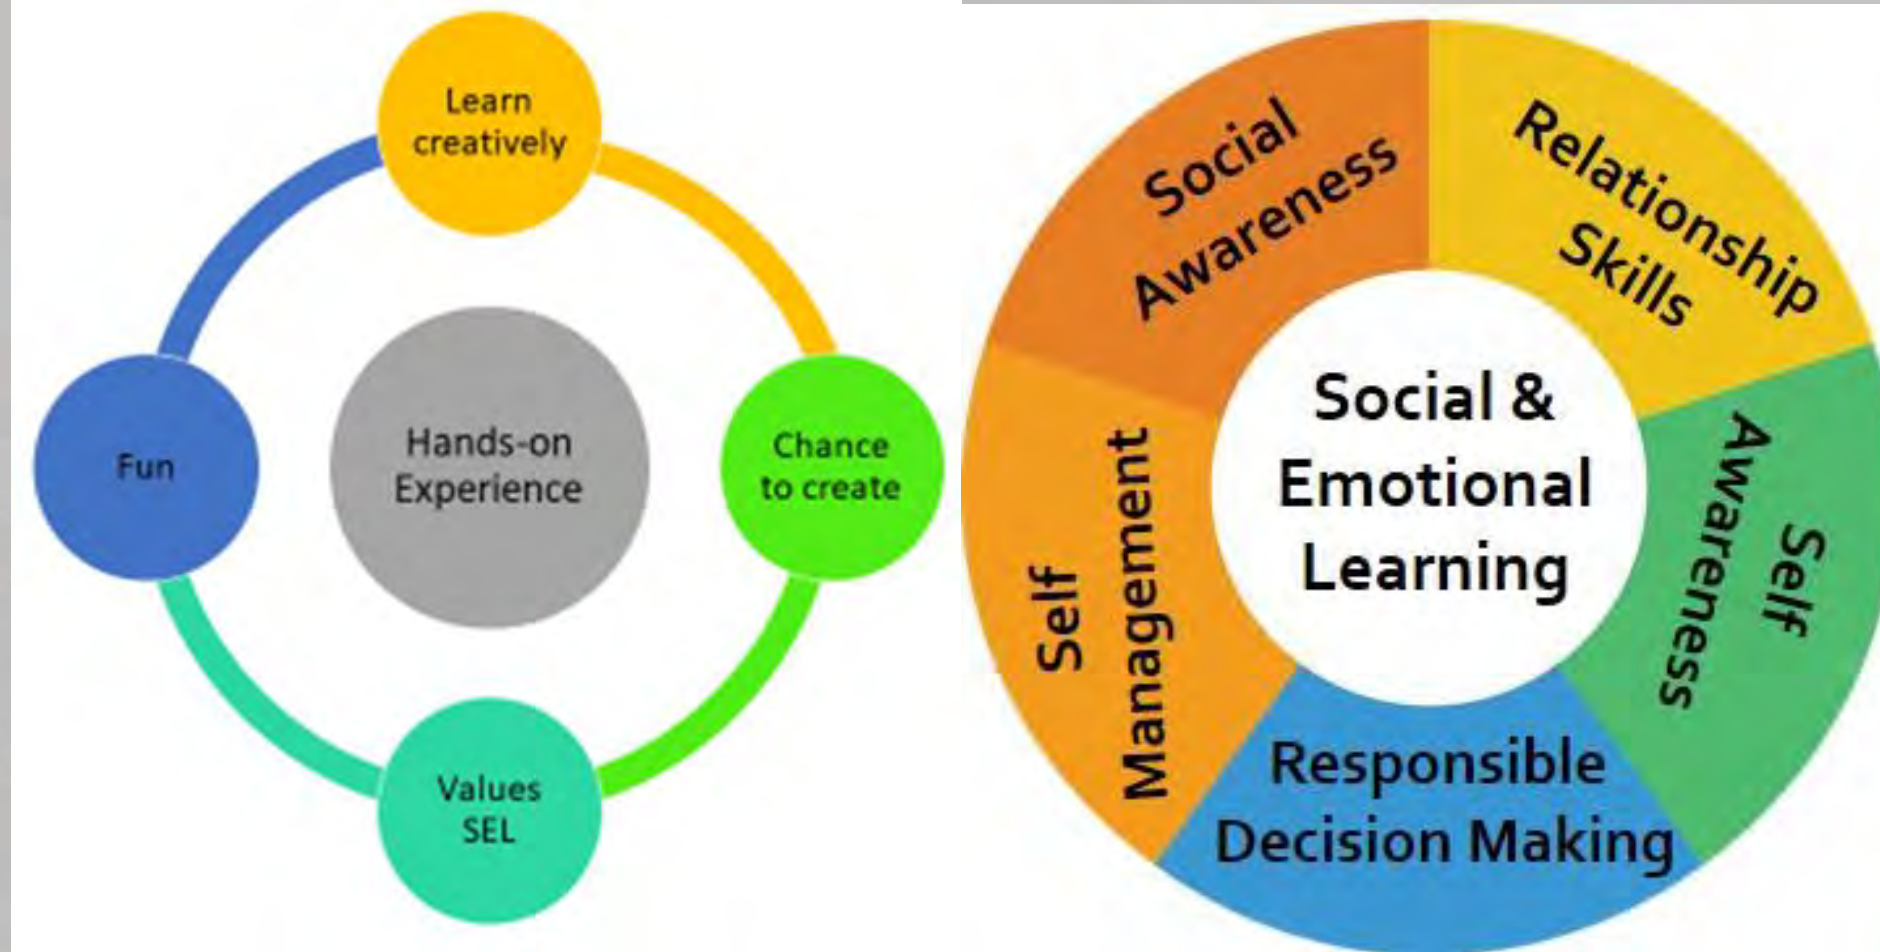 Learn
creatively
Fun
Hands-on
Experience
Chance
to create
Values
SEL
Social
Awareness
Relationship
Skills
Social &
Emotional
Learning
Self
Awareness
Self
Management
Responsible
Decision Making